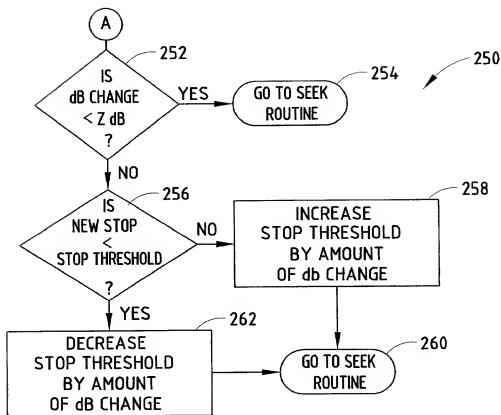 A
252
IS
dB CHANGE
< Z dB
?
YES
254
GO TO SEEK
ROUTINE
250
NO
256
IS
NEW STOP
<
STOP THRESHOLD
?
NO
258
INCREASE
STOP THRESHOLD
BY AMOUNT
OF db CHANGE
YES
262
DECREASE
STOP THRESHOLD
BY AMOUNT
OF dB CHANGE
260
GO TO SEEK
ROUTINE